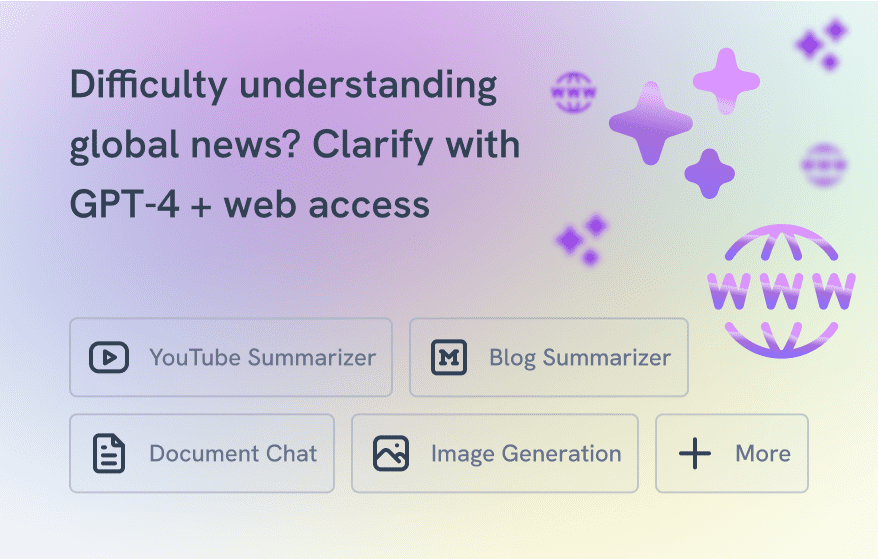 Difficulty understanding
global news? Clarify with
GPT-4 + web access
www
www
www
YouTube Summarizer
M Blog Summarizer
Document Chat
Image Generation
More